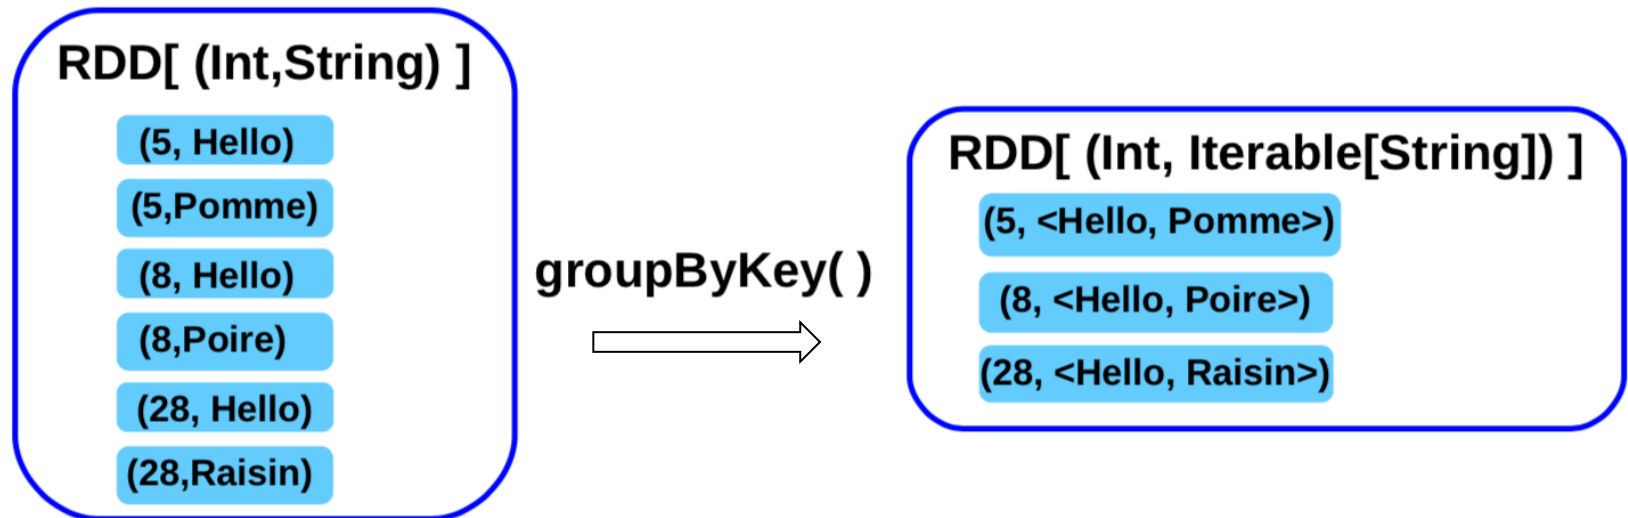 RDD[ (Int,String) ]
(5, Hello)
(5,Pomme)
(8, Hello)
(8,Poire)
(28, Hello)
(28,Raisin)
groupByKey( )
RDD[ (Int, Iterable[String]) ]
(5, <Hello, Pomme>)
(8, <Hello, Poire>)
(28, <Hello, Raisin>)